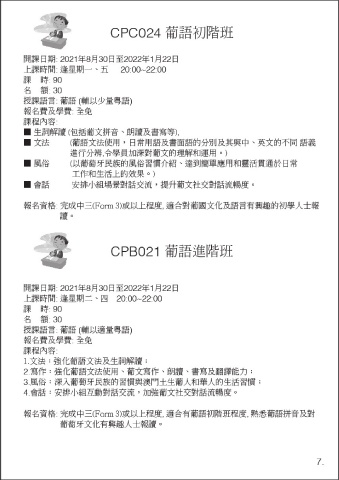 CPC024 葡語初階班
開課日期: 2021年8月30日至2022年1月22日
上課時間: 逢星期一、五 20:00~22:00
課 時: 90
名 額: 30
授課語言: 葡語 (輔以少量粵語)
報名費及學費: 全免
課程內容:
■ 生詞解讀 (包括葡文拼音、朗讀及書寫等),
■ 文法 (葡語文法使用，日常用語及書面語的分別及其與中、英文的不同 語義
進行分辨,令學員加深對葡文的理解和運用。)
■ 風俗 (以葡萄牙民族的風俗習慣介紹、達到簡單應用和靈活貫通於日常
工作和生活上的效果。)
■ 會話 安排小組場景對話交流，提升葡文社交對話流暢度。
報名資格: 完成中三(Form 3)或以上程度, 適合對葡國文化及語言有興趣的初學人士報
讀。
CPB021 葡語進階班
開課日期: 2021年8月30日至2022年1月22日
上課時間: 逢星期二、四 20:00~22:00
課 時: 90
名 額: 30
授課語言: 葡語 (輔以適量粵語)
報名費及學費: 全免
課程內容:
1.文法：強化葡語文法及生詞解讀；
2.寫作：強化葡語文法使用、葡文寫作、朗讀、書寫及翻譯能力；
3.風俗：深入葡萄牙民族的習慣與澳門土生葡人和華人的生活習慣；
4.會話：安排小組互動對話交流，加強葡文社交對話流暢度。
報名資格: 完成中三(Form 3)或以上程度, 適合有葡語初階班程度, 熟悉葡語拼音及對
葡萄牙文化有興趣人士報讀。
7.